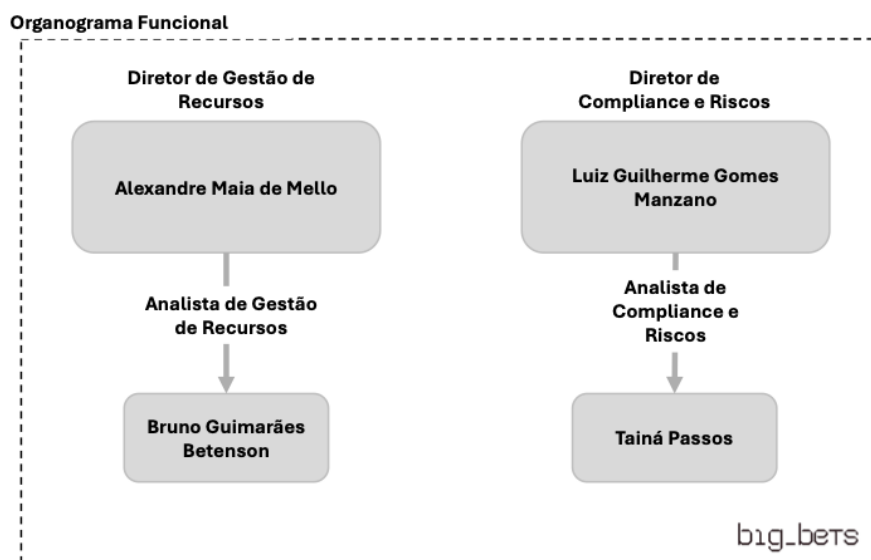 Organograma Funcional
Diretor de Gestão de
Recursos
Alexandre Maia de Mello
Analista de Gestão
de Recursos
Bruno Guimarães
Betenson
Diretor de
Compliance e Riscos
Luiz Guilherme Gomes
Manzano
Analista de
Compliance e
Riscos
Tainá Passos
big_bets